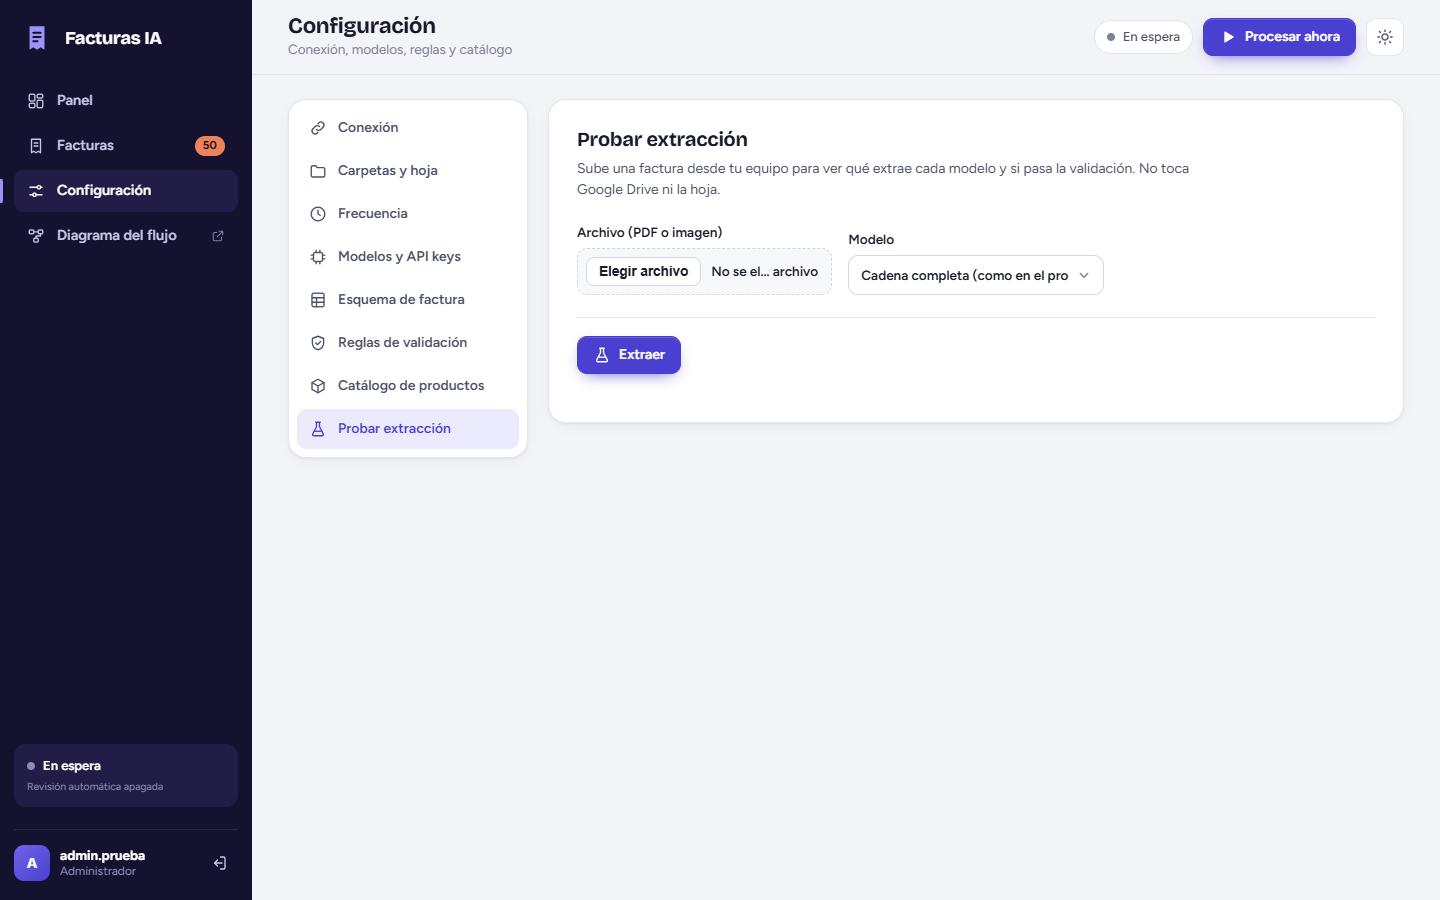 Facturas IA
Panel
Facturas 50
Configuración
Diagrama del flujo
En espera
Revisión automática apagada
A
admin.prueba
Administrador
Configuración
Conexión, modelos, reglas y catálogo
En espera
Procesar ahora
Conexión
Carpetas y hoja
Frecuencia
Modelos y API keys
Esquema de factura
Reglas de validación
Catálogo de productos
Probar extracción
Probar extracción
Sube una factura desde tu equipo para ver qué extrae cada modelo y si pasa la validación. No toca
Google Drive ni la hoja.
Archivo (PDF o imagen)
Elegir archivo No se el... archivo
Modelo
Cadena completa (como en el pro
Extraer